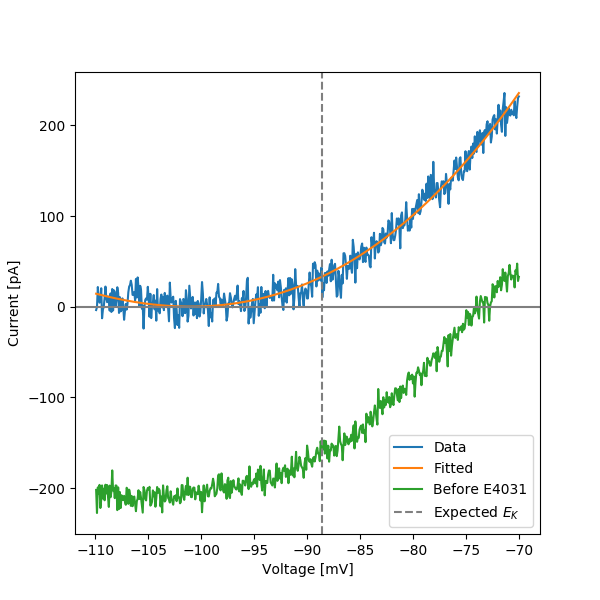 Current [pA]
200
100
0
−100
−200
−110
−105
−100
−95
−90
−85
−80
−75
−70
Voltage [mV]
Data
Fitted
Before E4031
Expected $E_K$